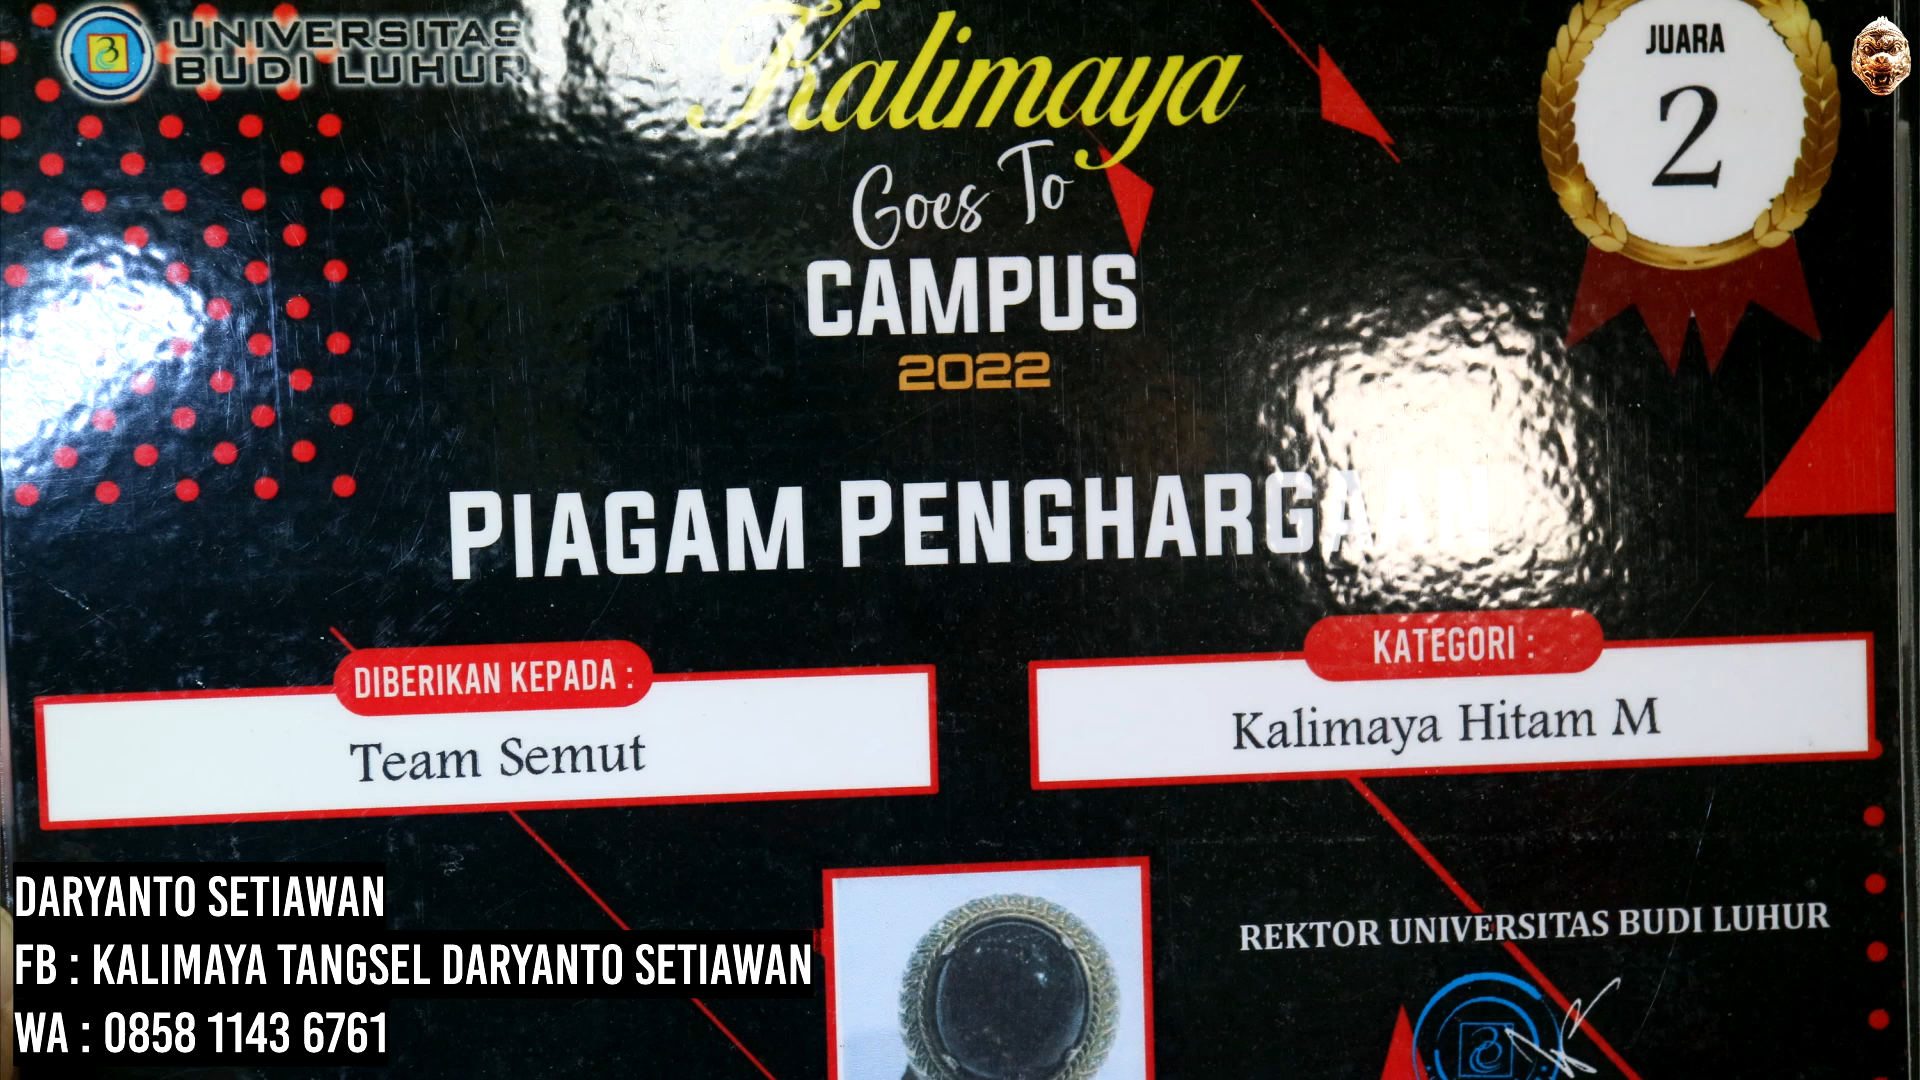 UNIVERSITAS
BUDI LUHUR
Kalimaya
Goes To
CAMPUS
2022
JUARA
2
PIAGAM PENGHARGAAN
DIBERIKAN KEPADA :
Team Semut
KATEGORI :
Kalimaya Hitam M
REKTOR UNIVERSITAS BUDI LUHUR
DARYANTO SETIAWAN
FB : KALIMAYA TANGSEL DARYANTO SETIAWAN
WA : 0858 1143 6761